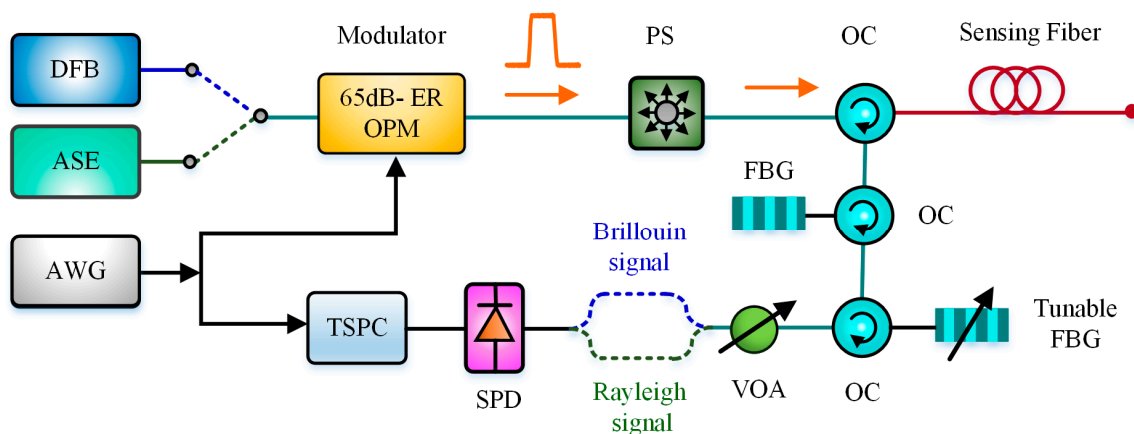 DFB
ASE
AWG
Modulator
65dB- ER
OPM
PS
OC
Sensing Fiber
FBG
OC
Brillouin
signal
TSPC
SPD
Rayleigh
signal
VOA
OC
Tunable
FBG